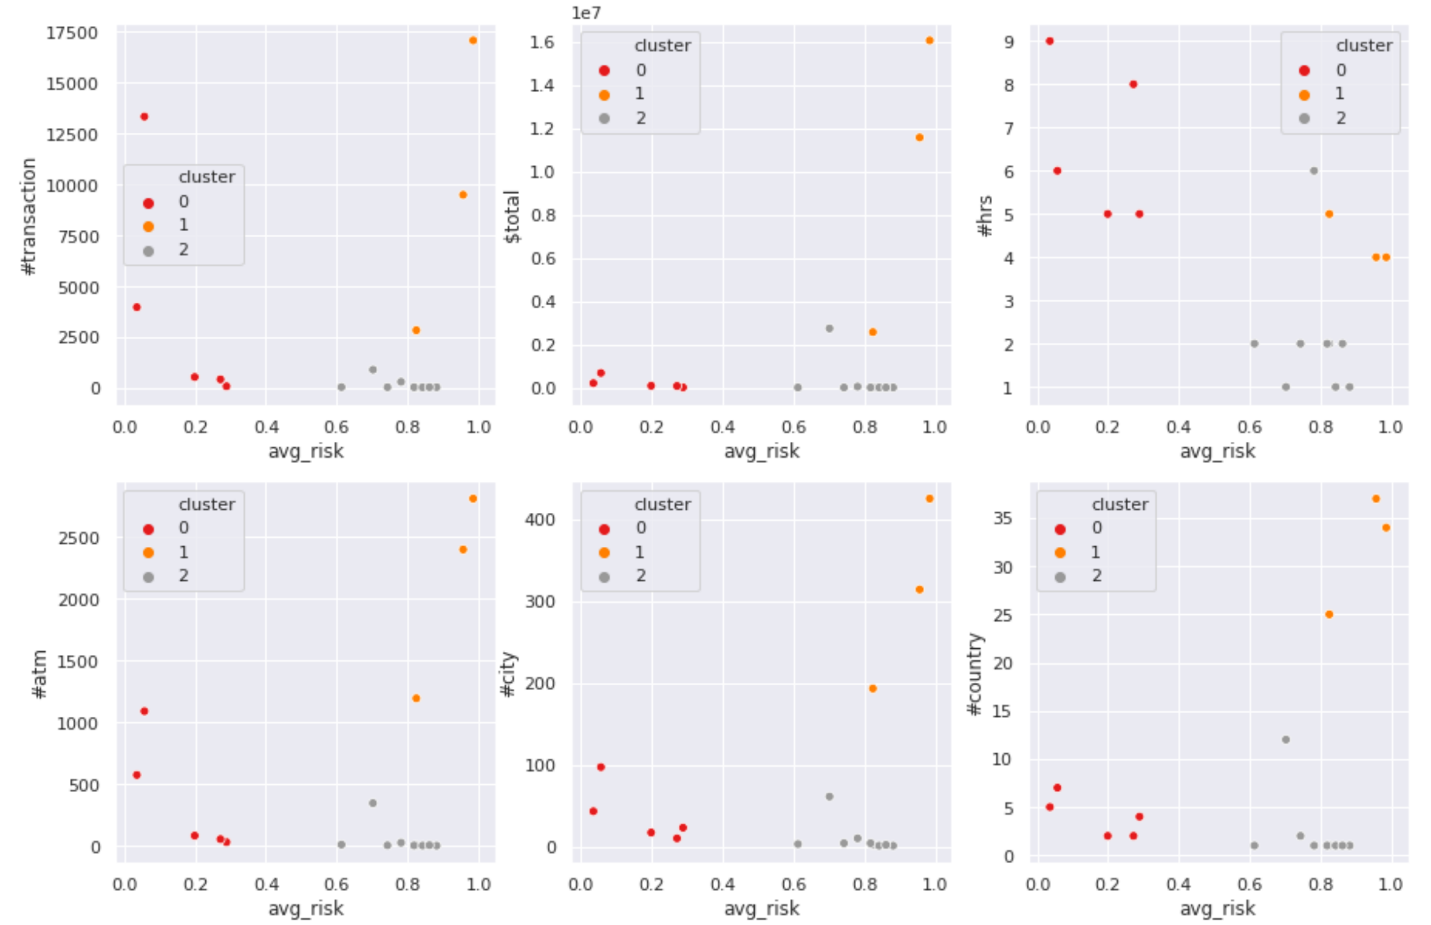 17500
15000
12500
10000
7500
5000
2500
0
#transaction
cluster
0
1
2
0.0 0.2 0.4 0.6 0.8 1.0
avg_risk
1e7
1.6
1.4
1.2
1.0
0.8
0.6
0.4
0.2
0.0
$total
cluster
0
1
2
0.0 0.2 0.4 0.6 0.8 1.0
avg_risk
9
8
7
6
5
4
3
2
1
#hrs
cluster
0
1
2
0.0 0.2 0.4 0.6 0.8 1.0
avg_risk
2500
2000
1500
1000
500
0
#atm
cluster
0
1
2
0.0 0.2 0.4 0.6 0.8 1.0
avg_risk
400
300
200
100
0
#city
cluster
0
1
2
0.0 0.2 0.4 0.6 0.8 1.0
avg_risk
35
30
25
20
15
10
5
0
#country
cluster
0
1
2
0.0 0.2 0.4 0.6 0.8 1.0
avg_risk